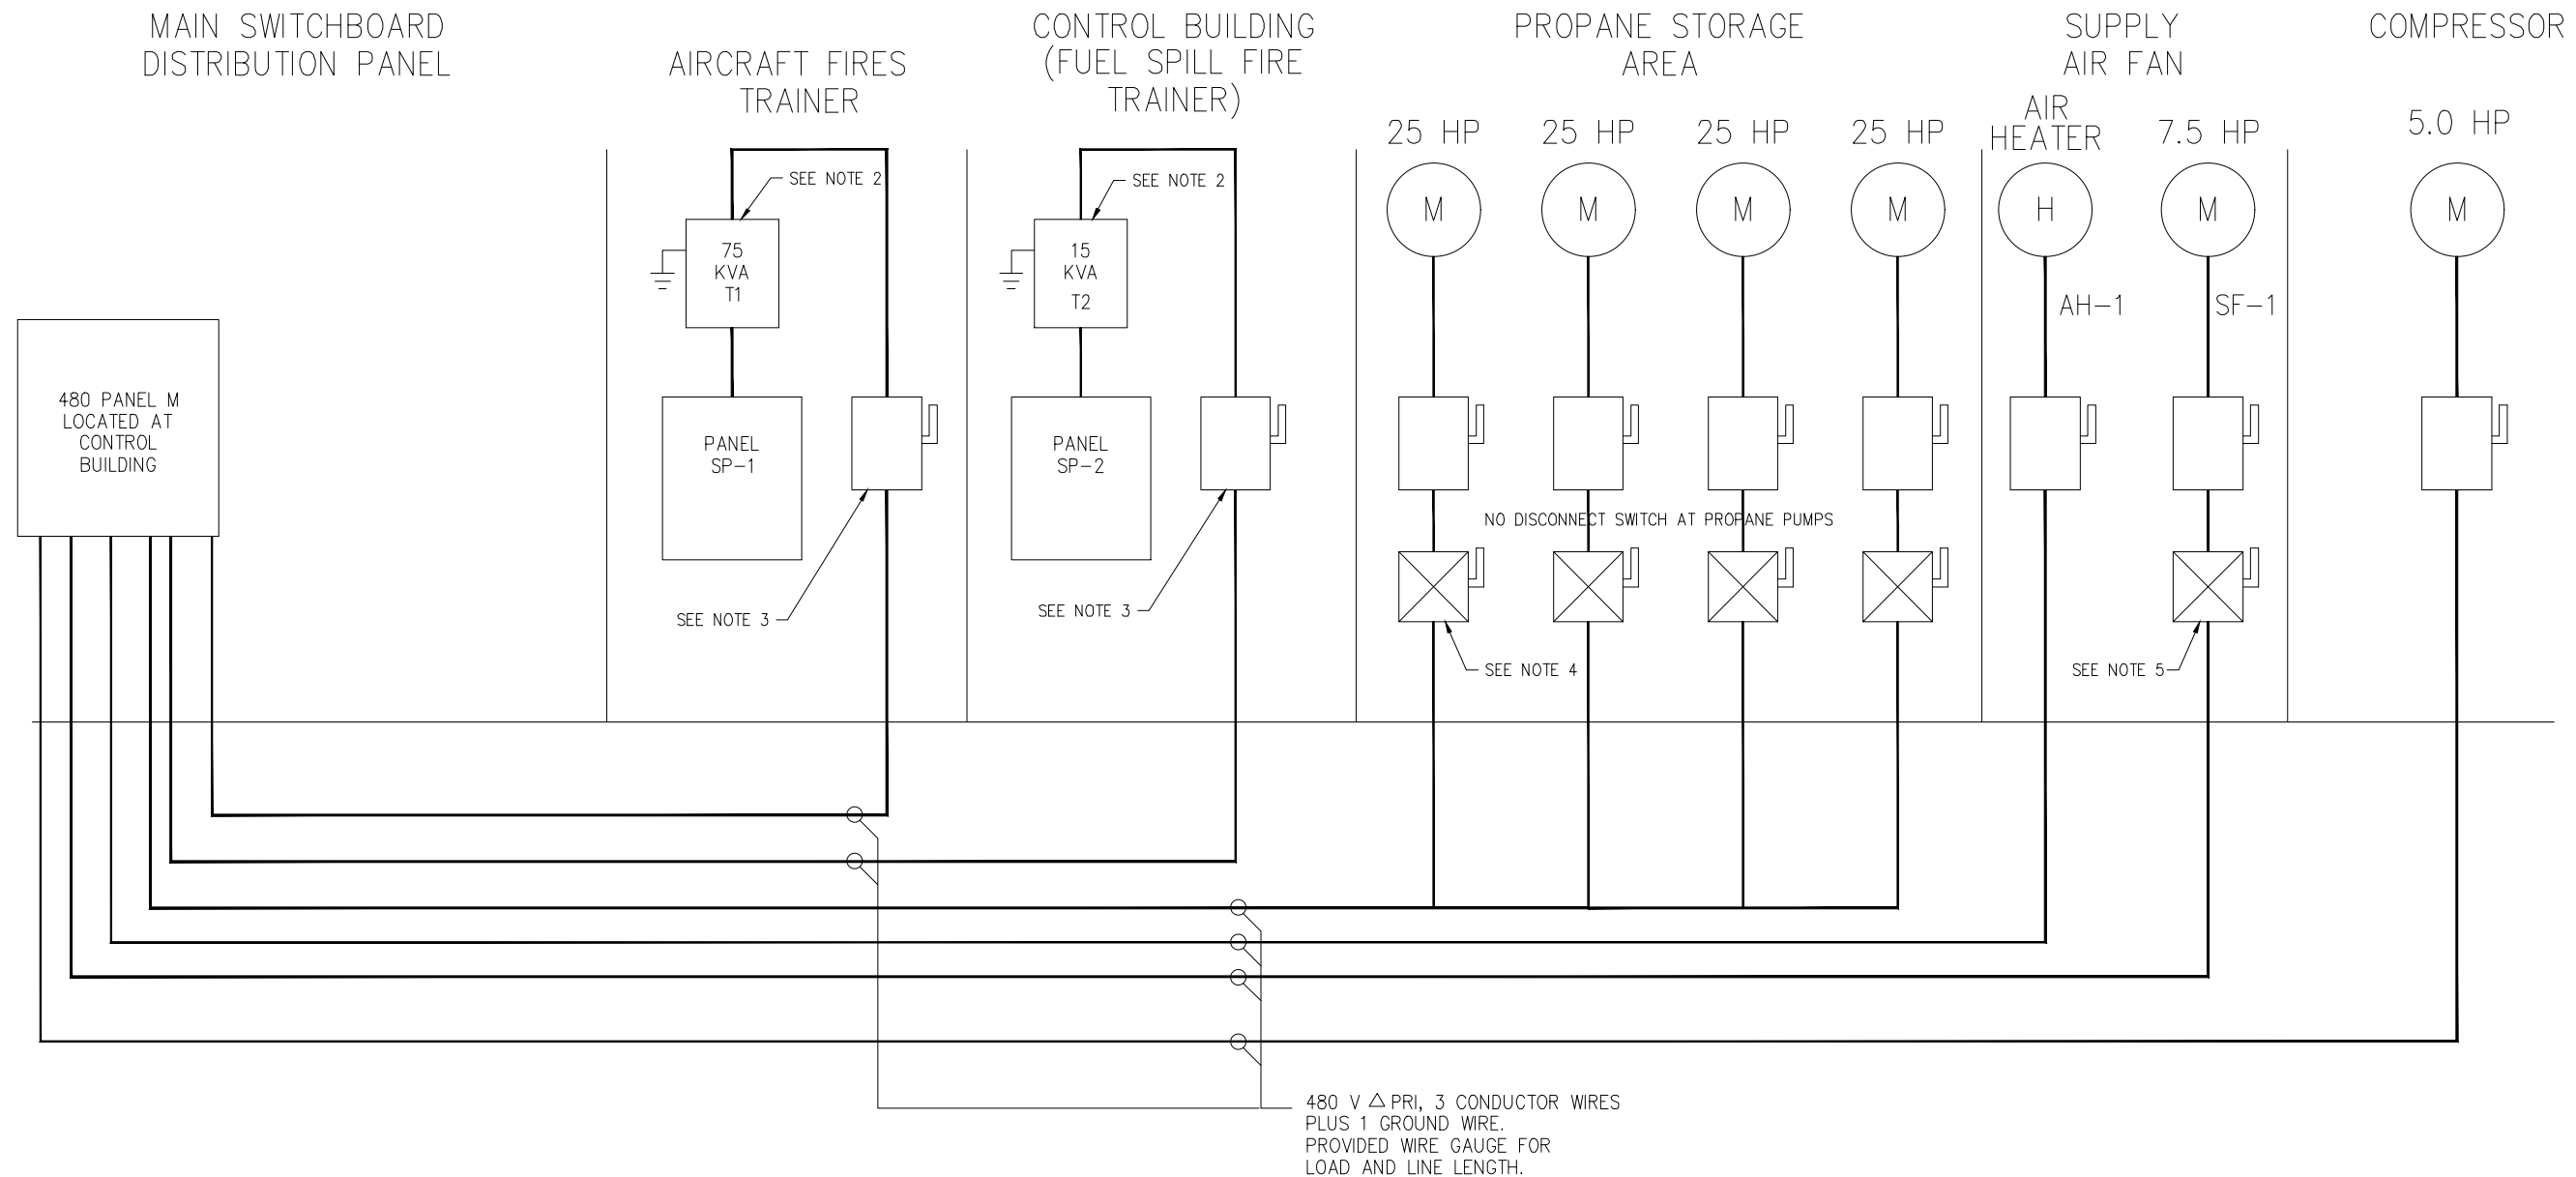 MAIN SWITCHBOARD
DISTRIBUTION PANEL
AIRCRAFT FIRES
TRAINER
CONTROL BUILDING
(FUEL SPILL FIRE
TRAINER)
PROPANE STORAGE
AREA
SUPPLY
AIR FAN
COMPRESSOR
25 HP
25 HP
25 HP
25 HP
AIR
HEATER
7.5 HP
5.0 HP
SEE NOTE 2
SEE NOTE 2
75
KVA
T1
15
KVA
T2
M
M
M
M
H
M
M
AH-1
SF-1
480 PANEL M
LOCATED AT
CONTROL
BUILDING
PANEL
SP-1
PANEL
SP-2
NO DISCONNECT SWITCH AT PROPANE PUMPS
SEE NOTE 3
SEE NOTE 3
SEE NOTE 4
SEE NOTE 5
480 V △ PRI, 3 CONDUCTOR WIRES
PLUS 1 GROUND WIRE.
PROVIDED WIRE GAUGE FOR
LOAD AND LINE LENGTH.